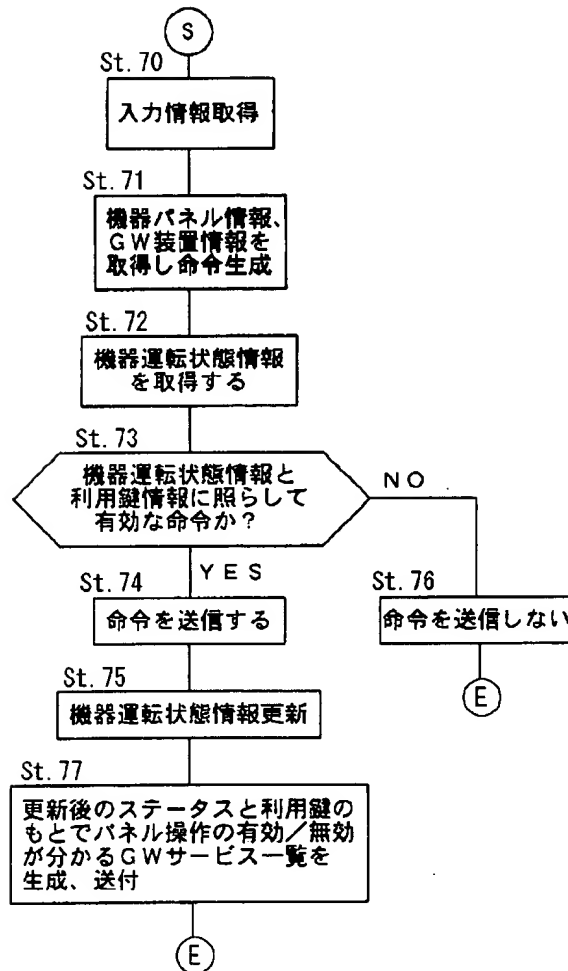 S
St.70
入力情報取得
St.71
機器パネル情報、
GW装置情報を
取得し命令生成
St.72
機器運転状態情報
を取得する
St.73
機器運転状態情報と
利用鍵情報に照らして
有効な命令か？
NO
YES
St.74
命令を送信する
St.76
命令を送信しない
E
St.75
機器運転状態情報更新
St.77
更新後のステータスと利用鍵の
もとでパネル操作の有効／無効
が分かるGWサービス一覧を
生成、送付
E